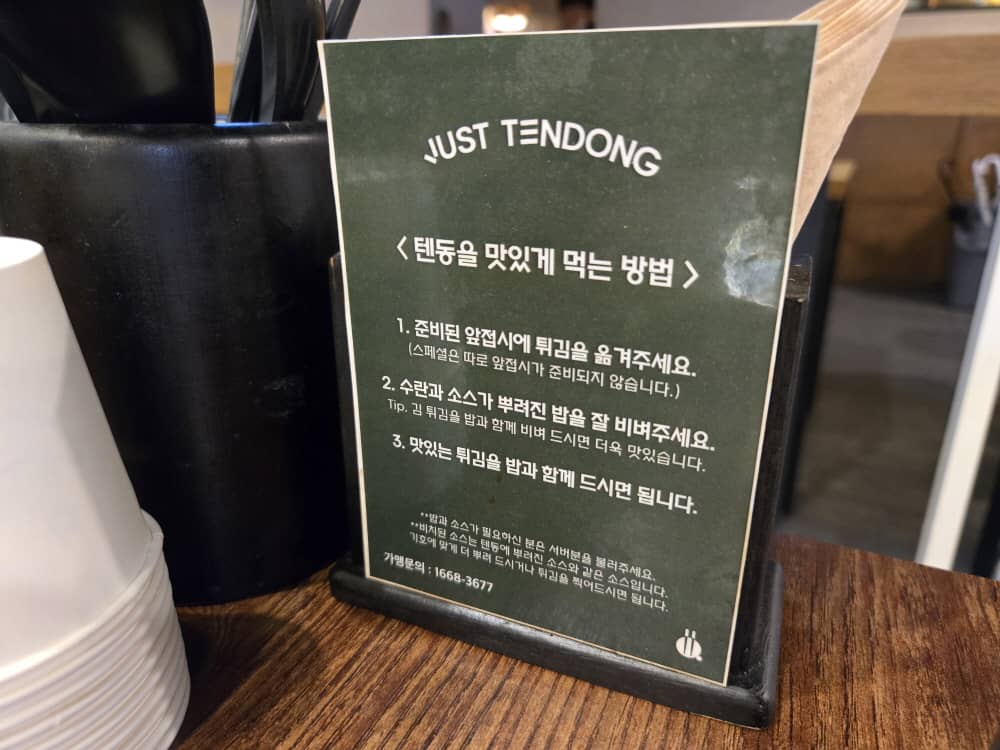 JUST TENDONG
< 텐동을 맛있게 먹는 방법 >
1. 준비된 앞접시에 튀김을 옮겨주세요.
(스페셜은 따로 앞접시가 준비되지 않습니다.)
2. 수란과 소스가 뿌려진 밥을 잘 비벼주세요.
Tip. 김 튀김을 밥과 함께 비벼 드시면 더욱 맛있습니다.
3. 맛있는 튀김을 밥과 함께 드시면 됩니다.
**밥과 소스가 필요하신 분은 서버분을 불러주세요.
**비치된 소스는 텐동에 뿌려진 소스와 같은 소스입니다.
기호에 맞게 더 뿌려 드시거나 튀김을 찍어드시면 됩니다.
가맹문의 : 1668-3677